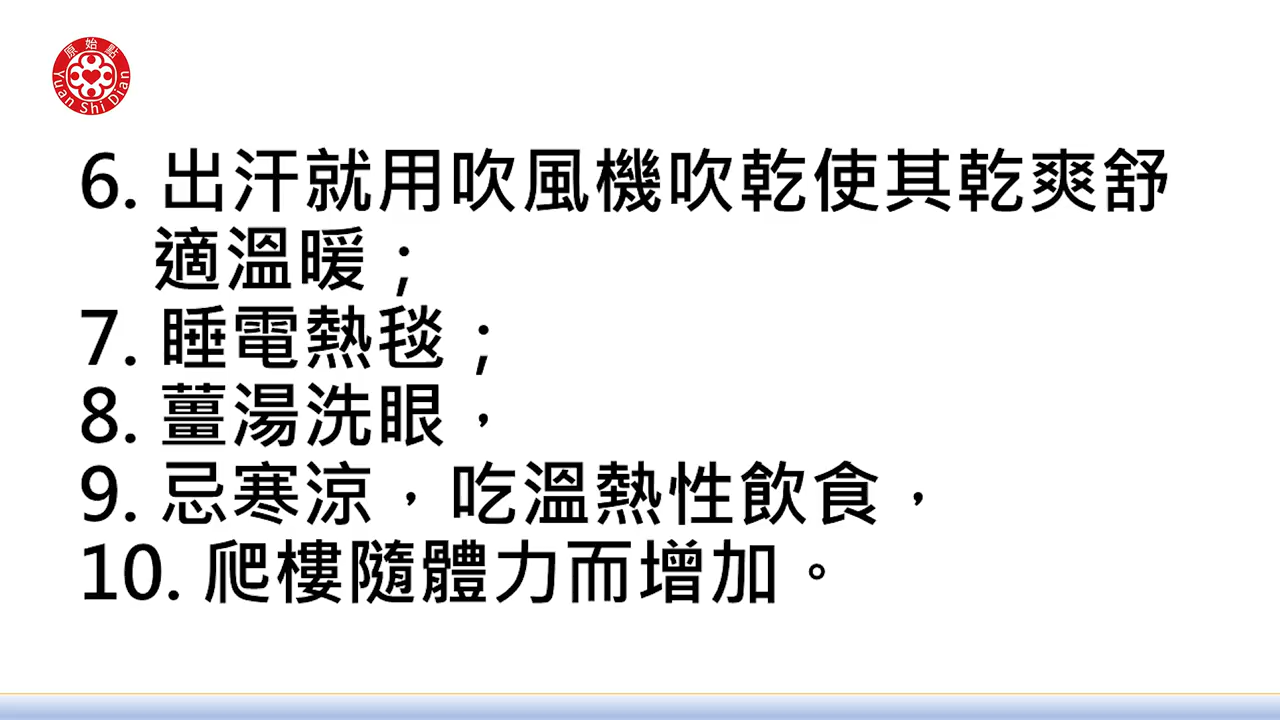 原始點
Yuan Shi Dian
6. 出汗就用吹風機吹乾使其乾爽舒
適溫暖；
7. 睡電熱毯；
8. 薑湯洗眼，
9. 忌寒涼，吃溫熱性飲食，
10. 爬樓隨體力而增加。